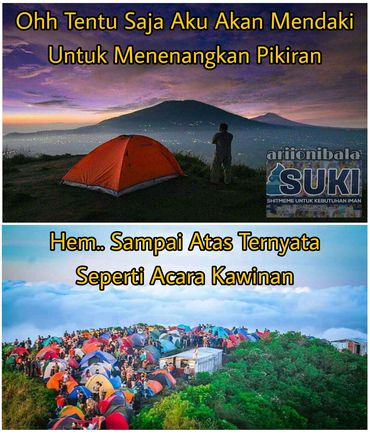 Ohh Tentu Saja Aku Akan Mendaki
Untuk Menenangkan Pikiran
ariionibala
SUKI
SHITMEME UNTUK KEBUTUHAN IMAN
Hem.. Sampai Atas Ternyata
Seperti Acara Kawinan